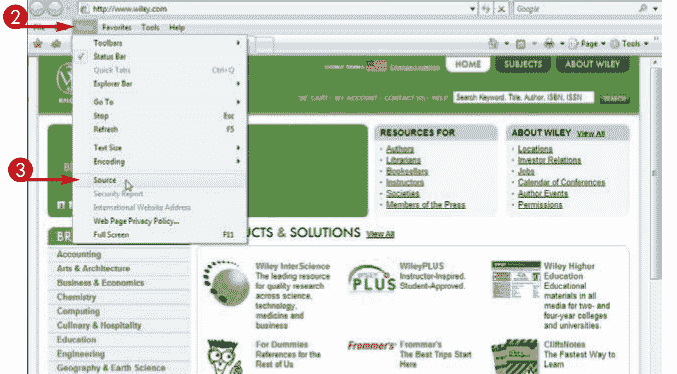 2
http://www.wiley.com
Google
Favorites Tools Help
Page Tools
Toolbars
Status Bar
Quick Tabs Ctrl+Q
Explorer Bar
Go To
Stop Esc
Refresh F5
Text Size
Encoding
3
Source
Security Report
International Website Address
Web Page Privacy Policy...
Full Screen F11
HOME SUBJECTS ABOUT WILEY
MY ACCOUNT CONTACT US HELP
Search Keyword, Title, Author, ISBN, ISSN SEARCH
RESOURCES FOR
Authors
Librarians
Booksellers
Instructors
Societies
Members of the Press
ABOUT WILEY View All
Locations
Investor Relations
Jobs
Calendar of Conferences
Author Events
Permissions
Accounting
Arts & Architecture
Business & Economics
Chemistry
Computing
Culinary & Hospitality
Education
Engineering
Geography & Earth Science
CTS & SOLUTIONS View All
Wiley InterScience
The leading resource
for quality research
across science,
technology,
medicine and
business
PLUS
WileyPLUS
Instructor-Inspired.
Student-Approved.
Wiley Higher
Education
Educational
materials in all
media for two- and
four-year colleges
and universities.
For Dummies
References for the
Rest of Us
Frommer's
Frommer's
The Best Trips Start
Here
CliffsNotes
The Fastest Way to
Learn